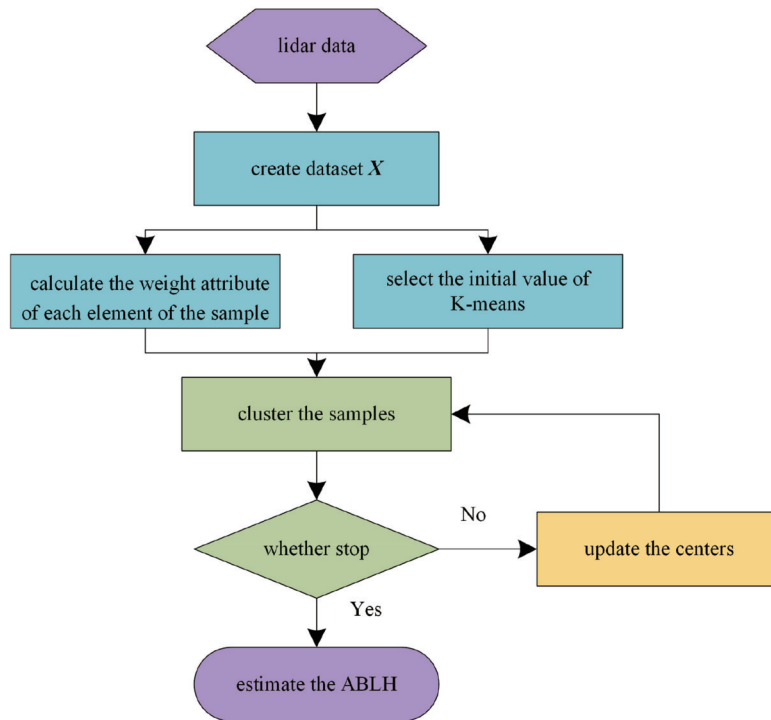 lidar data
create dataset X
calculate the weight attribute
of each element of the sample
select the initial value of
K-means
cluster the samples
whether stop
No
update the centers
Yes
estimate the ABLH